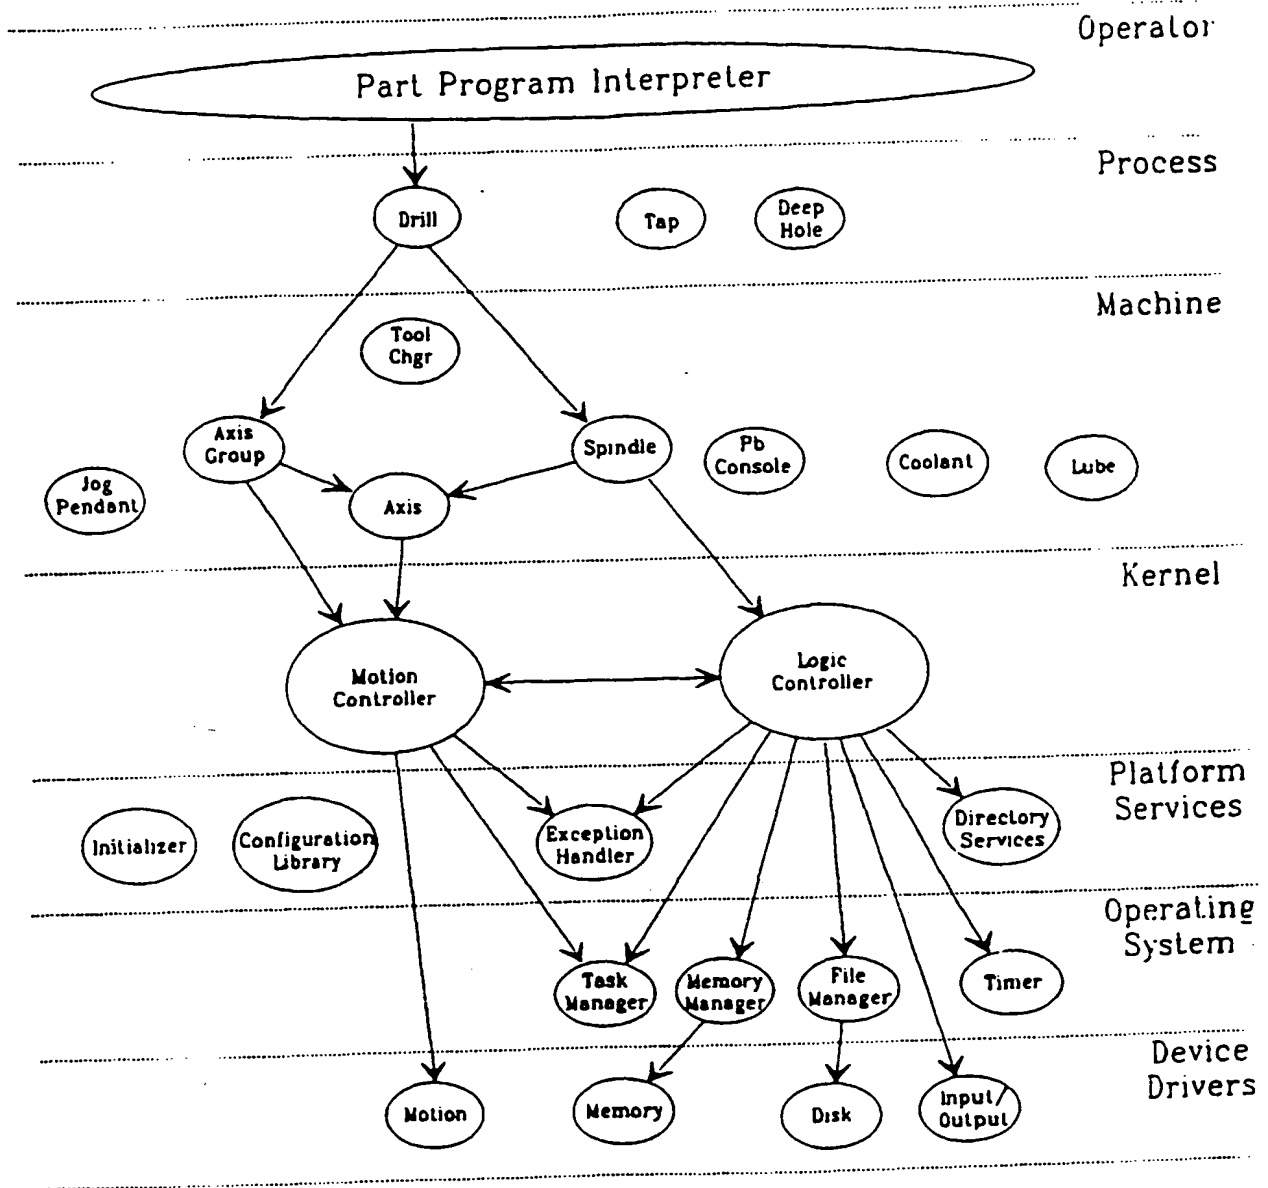 Operator
Part Program Interpreter
Process
Drill
Tap
Deep
Hole
Machine
Tool
Chgr
Axis
Group
Spindle
Pb
Console
Coolant
Lube
Jog
Pendant
Axis
Kernel
Motion
Controller
Logic
Controller
Platform
Services
Initializer
Configuration
Library
Exception
Handler
Directory
Services
Operating
System
Task
Manager
Memory
Manager
File
Manager
Timer
Device
Drivers
Motion
Memory
Disk
Input/
Output